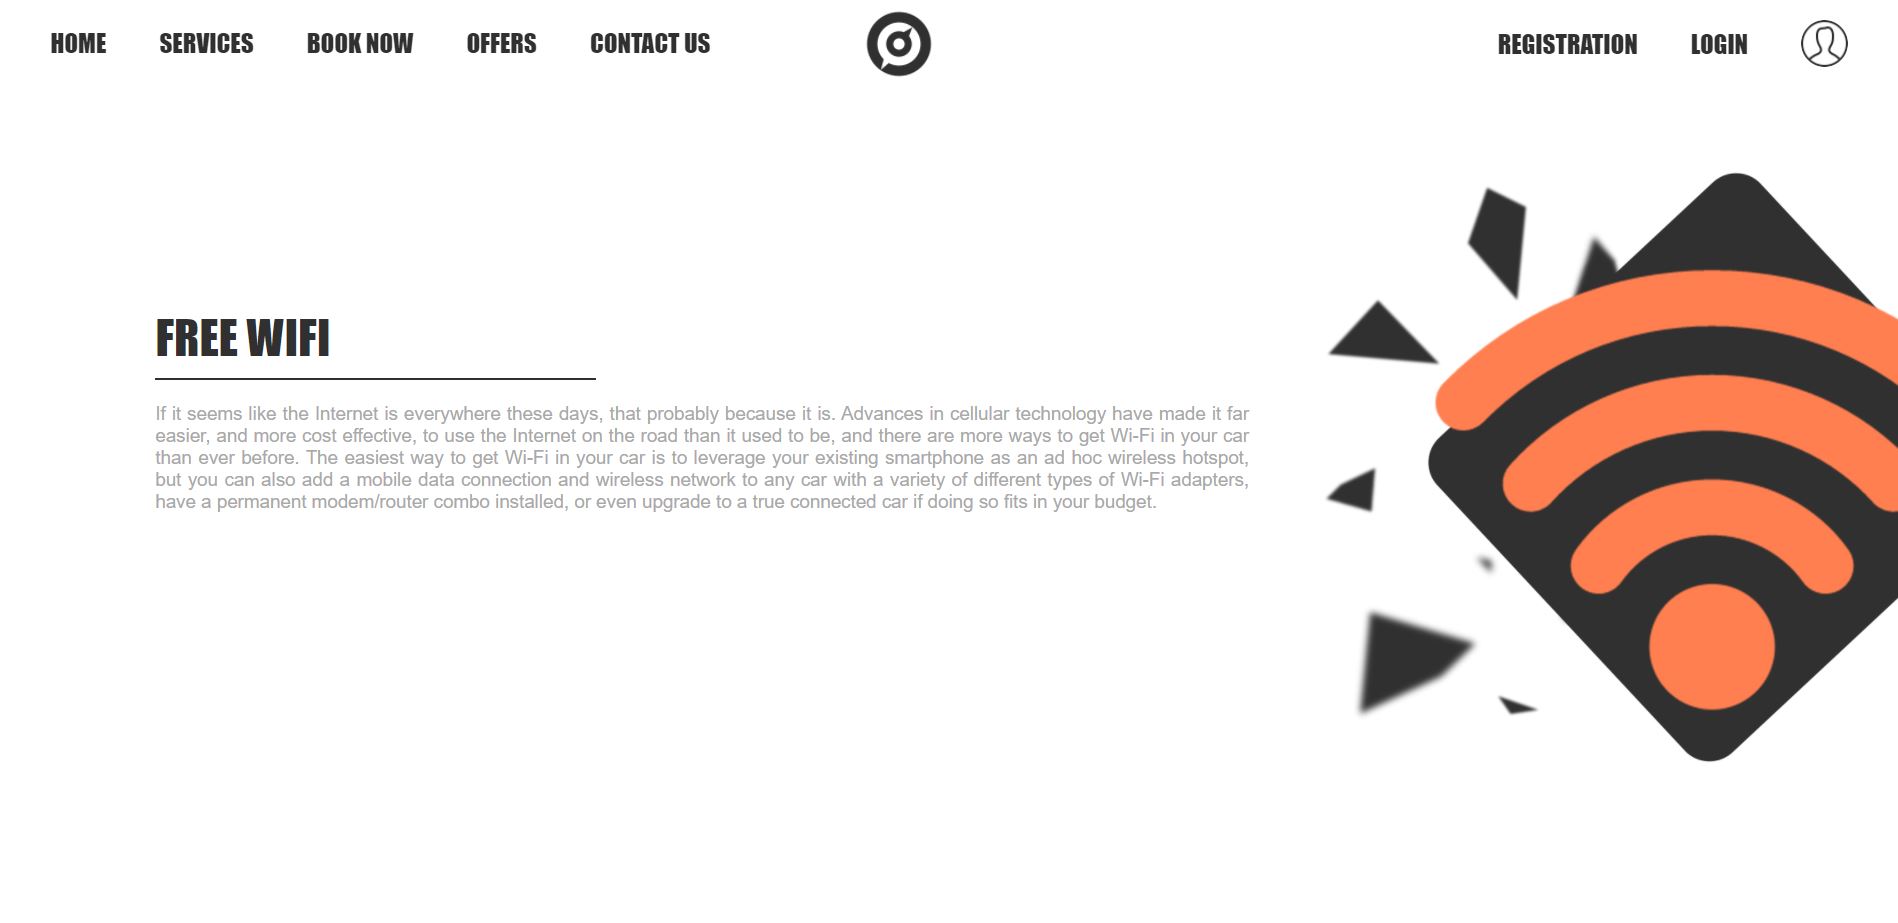 HOME SERVICES BOOK NOW OFFERS CONTACT US REGISTRATION LOGIN
FREE WIFI
If it seems like the Internet is everywhere these days, that probably because it is. Advances in cellular technology have made it far
easier, and more cost effective, to use the Internet on the road than it used to be, and there are more ways to get Wi-Fi in your car
than ever before. The easiest way to get Wi-Fi in your car is to leverage your existing smartphone as an ad hoc wireless hotspot,
but you can also add a mobile data connection and wireless network to any car with a variety of different types of Wi-Fi adapters,
have a permanent modem/router combo installed, or even upgrade to a true connected car if doing so fits in your budget.